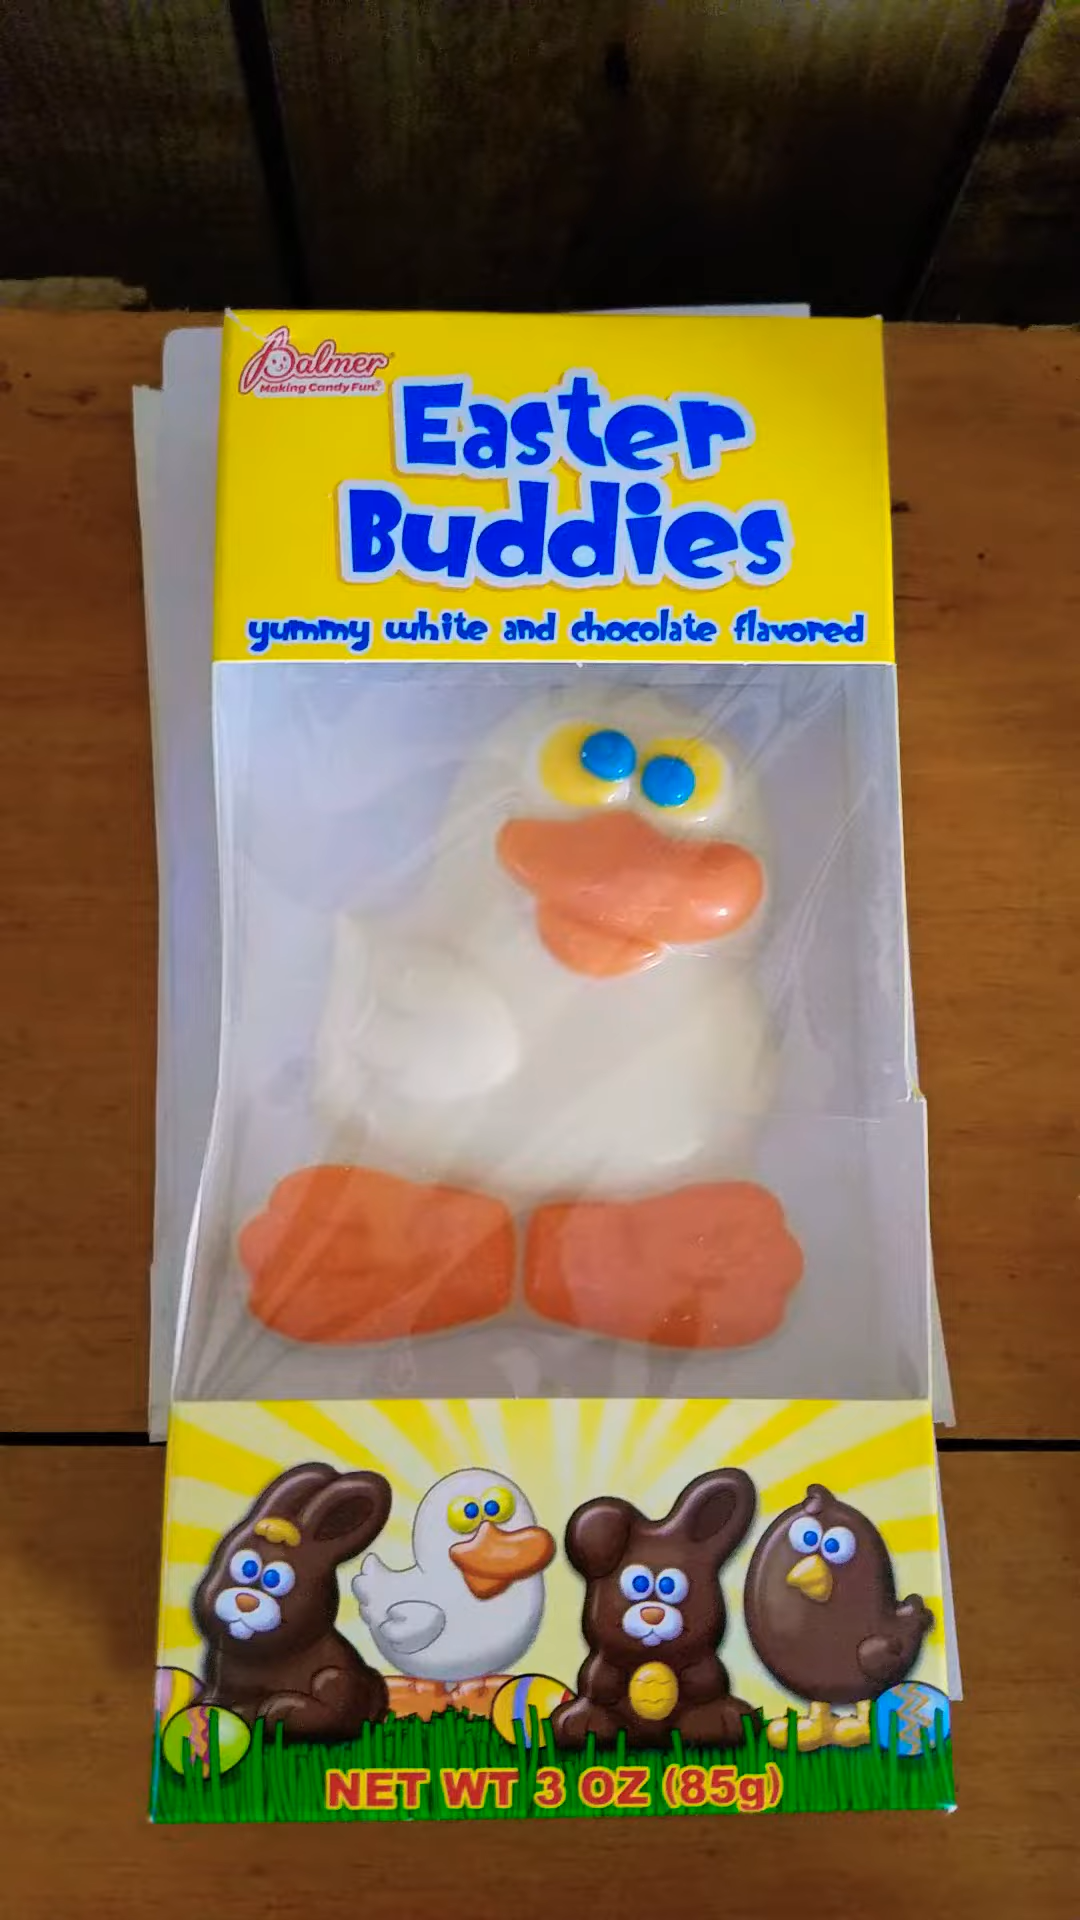 Palmer
Making Candy Fun.®
Easter
Buddies
yummy white and chocolate flavored
NET WT 3 OZ (85g)